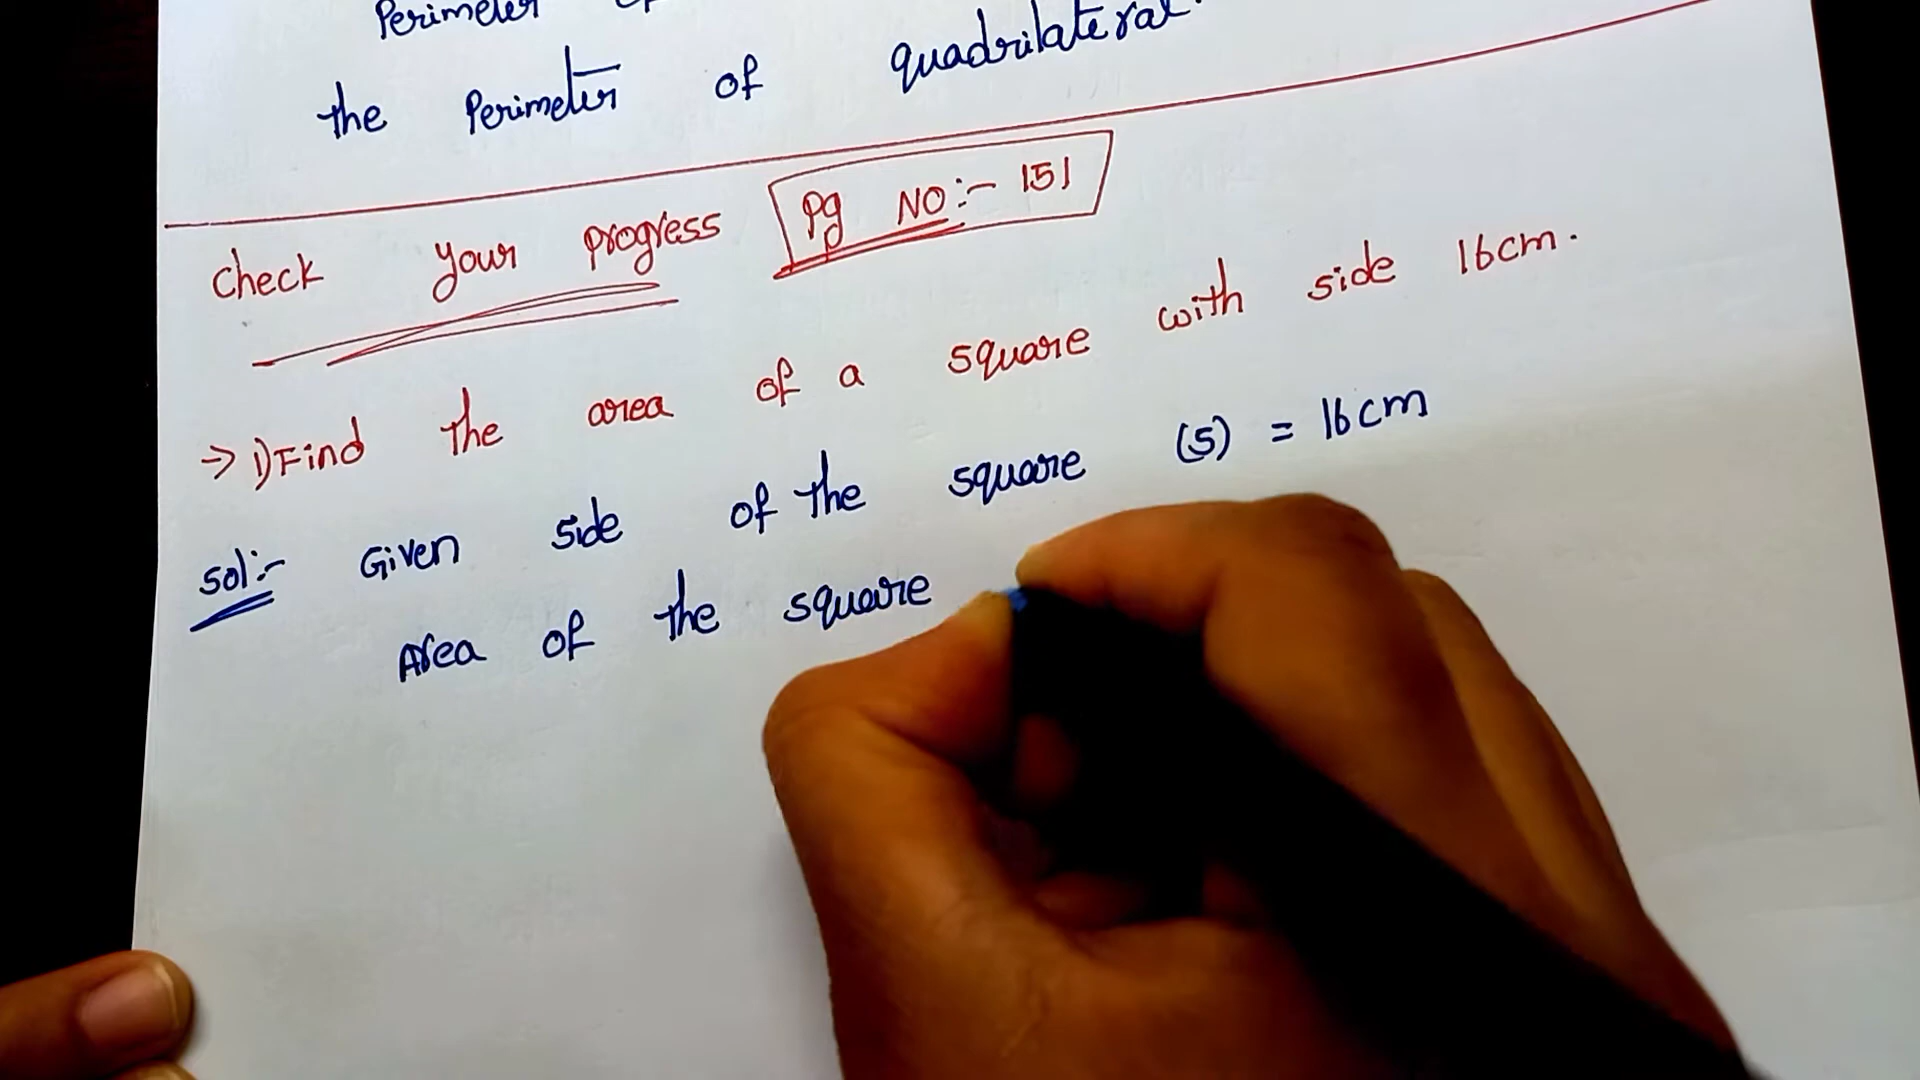 Perimeter
the Perimeter of quadrilateral.
Check your progress Pg NO:- 151
→ 1) Find the area of a square with side 16cm.
Sol:- Given side of the square (s) = 16cm
Area of the square